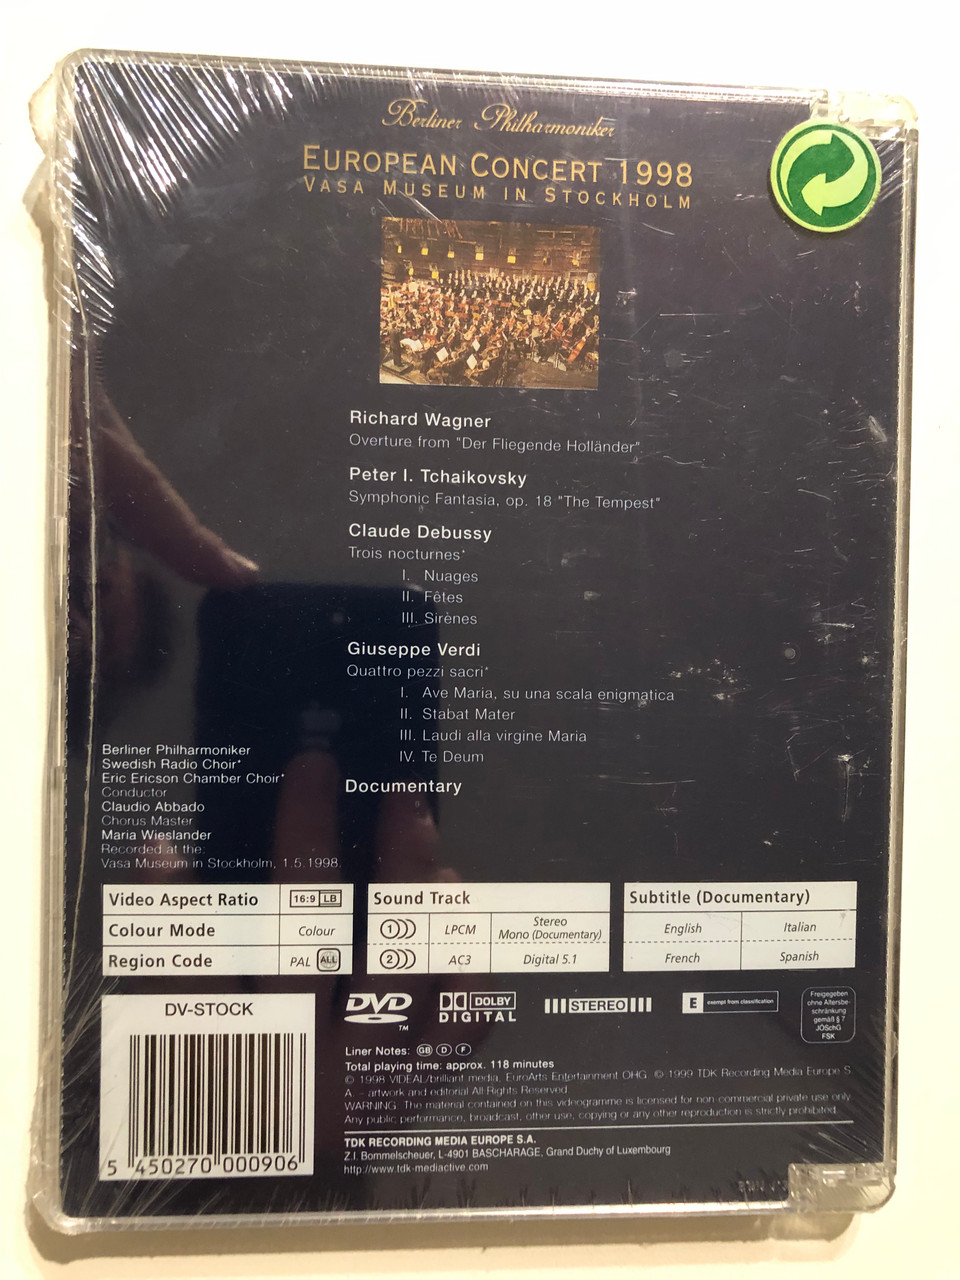 Berliner Philharmoniker
EUROPEAN CONCERT 1998
VASA MUSEUM IN STOCKHOLM
Richard Wagner
Overture from "Der Fliegende Holländer"
Peter I. Tchaikovsky
Symphonic Fantasia, op. 18 "The Tempest"
Claude Debussy
Trois nocturnes*
I. Nuages
II. Fêtes
III. Sirènes
Giuseppe Verdi
Quattro pezzi sacri*
I. Ave Maria, su una scala enigmatica
II. Stabat Mater
III. Laudi alla virgine Maria
IV. Te Deum
Documentary
Berliner Philharmoniker
Swedish Radio Choir*
Eric Ericson Chamber Choir*
Conductor
Claudio Abbado
Chorus Master
Maria Wieslander
Recorded at the:
Vasa Museum in Stockholm, 1.5.1998.
Video Aspect Ratio 16:9 LB
Colour Mode Colour
Region Code PAL ALL
Sound Track
1 LPCM Stereo
Mono (Documentary)
2 AC3 Digital 5.1
Subtitle (Documentary)
English Italian
French Spanish
DV-STOCK
5 450270 000906
DVD
TM
DOLBY
DIGITAL
STEREO
E exempt from classification
Freigegeben
ohne Altersbe-
schränkung
gemäß § 7
JÖSchG
FSK
Liner Notes: GB D F
Total playing time: approx. 118 minutes
© 1998 VIDEAL/brilliant media, EuroArts Entertainment OHG. © 1999 TDK Recording Media Europe S.
A. - artwork and editorial All Rights Reserved
WARNING: The material contained on this videogramme is licensed for non-commercial private use only.
Any public performance, broadcast, other use, copying or any other reproduction is strictly prohibited.
TDK RECORDING MEDIA EUROPE S.A.
Z.I. Bommelscheuer, L-4901 BASCHARAGE, Grand Duchy of Luxembourg
http://www.tdk-mediactive.com